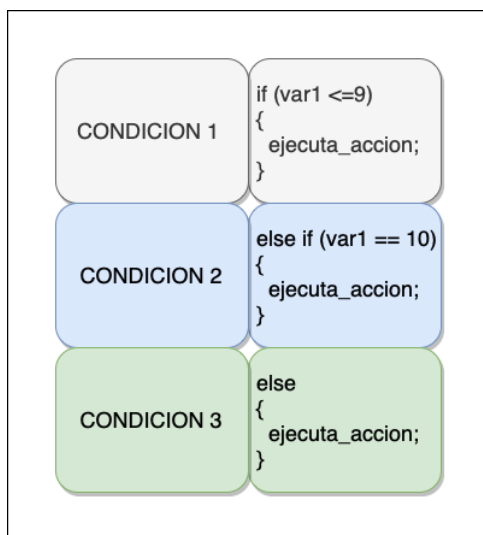 CONDICION 1
if (var1 <=9)
{
ejecuta_accion;
}
CONDICION 2
else if (var1 == 10)
{
ejecuta_accion;
}
CONDICION 3
else
{
ejecuta_accion;
}